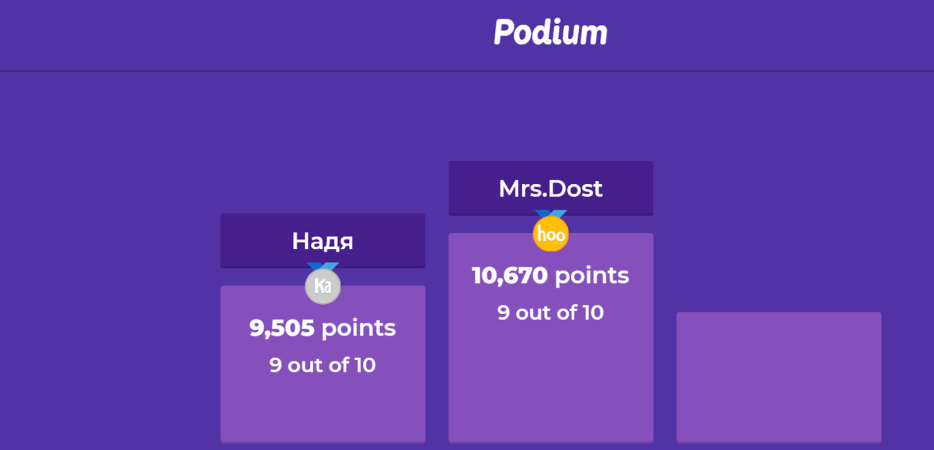 Podium
Mrs.Dost
hoo
10,670 points
9 out of 10
Надя
Ka
9,505 points
9 out of 10